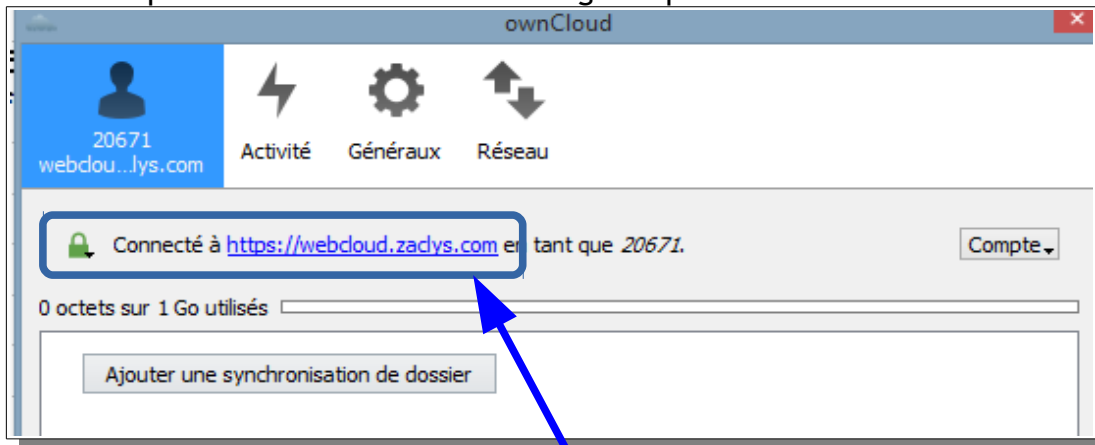 ownCloud
20671
webclou...lys.com
Activité
Généraux
Réseau
Connecté à https://webcloud.zaclys.com en tant que 20671.
Compte
0 octets sur 1 Go utilisés
Ajouter une synchronisation de dossier